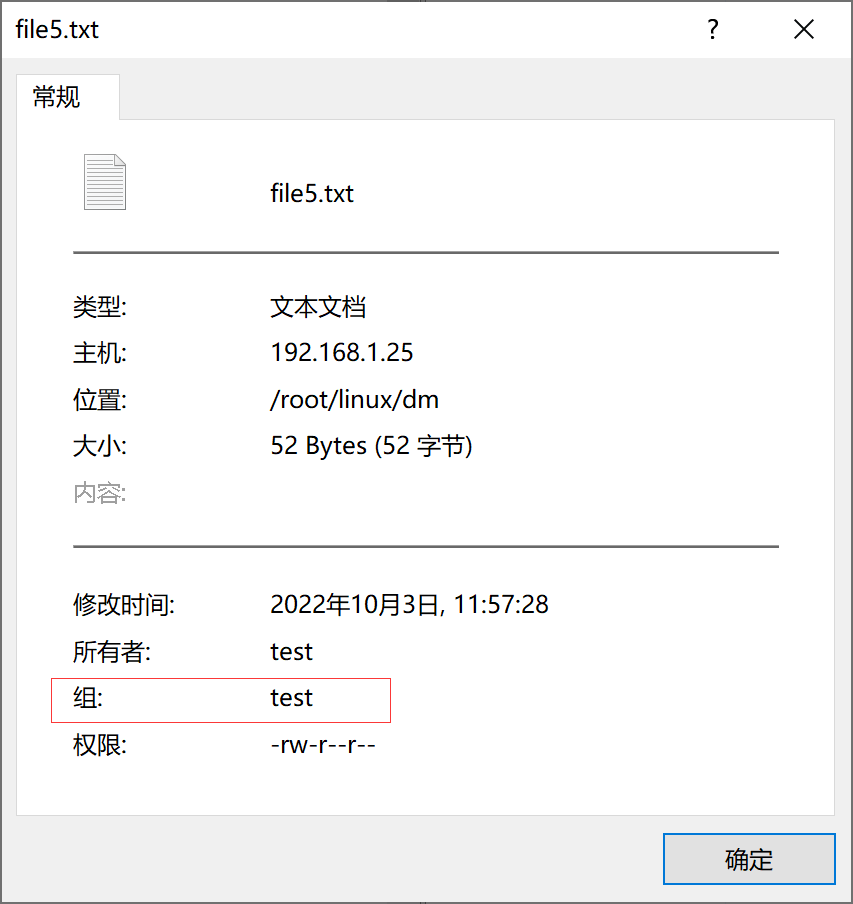 file5.txt
?
常规
file5.txt
类型: 文本文档
主机: 192.168.1.25
位置: /root/linux/dm
大小: 52 Bytes (52 字节)
内容:
修改时间: 2022年10月3日, 11:57:28
所有者: test
组: test
权限: -rw-r--r--
确定